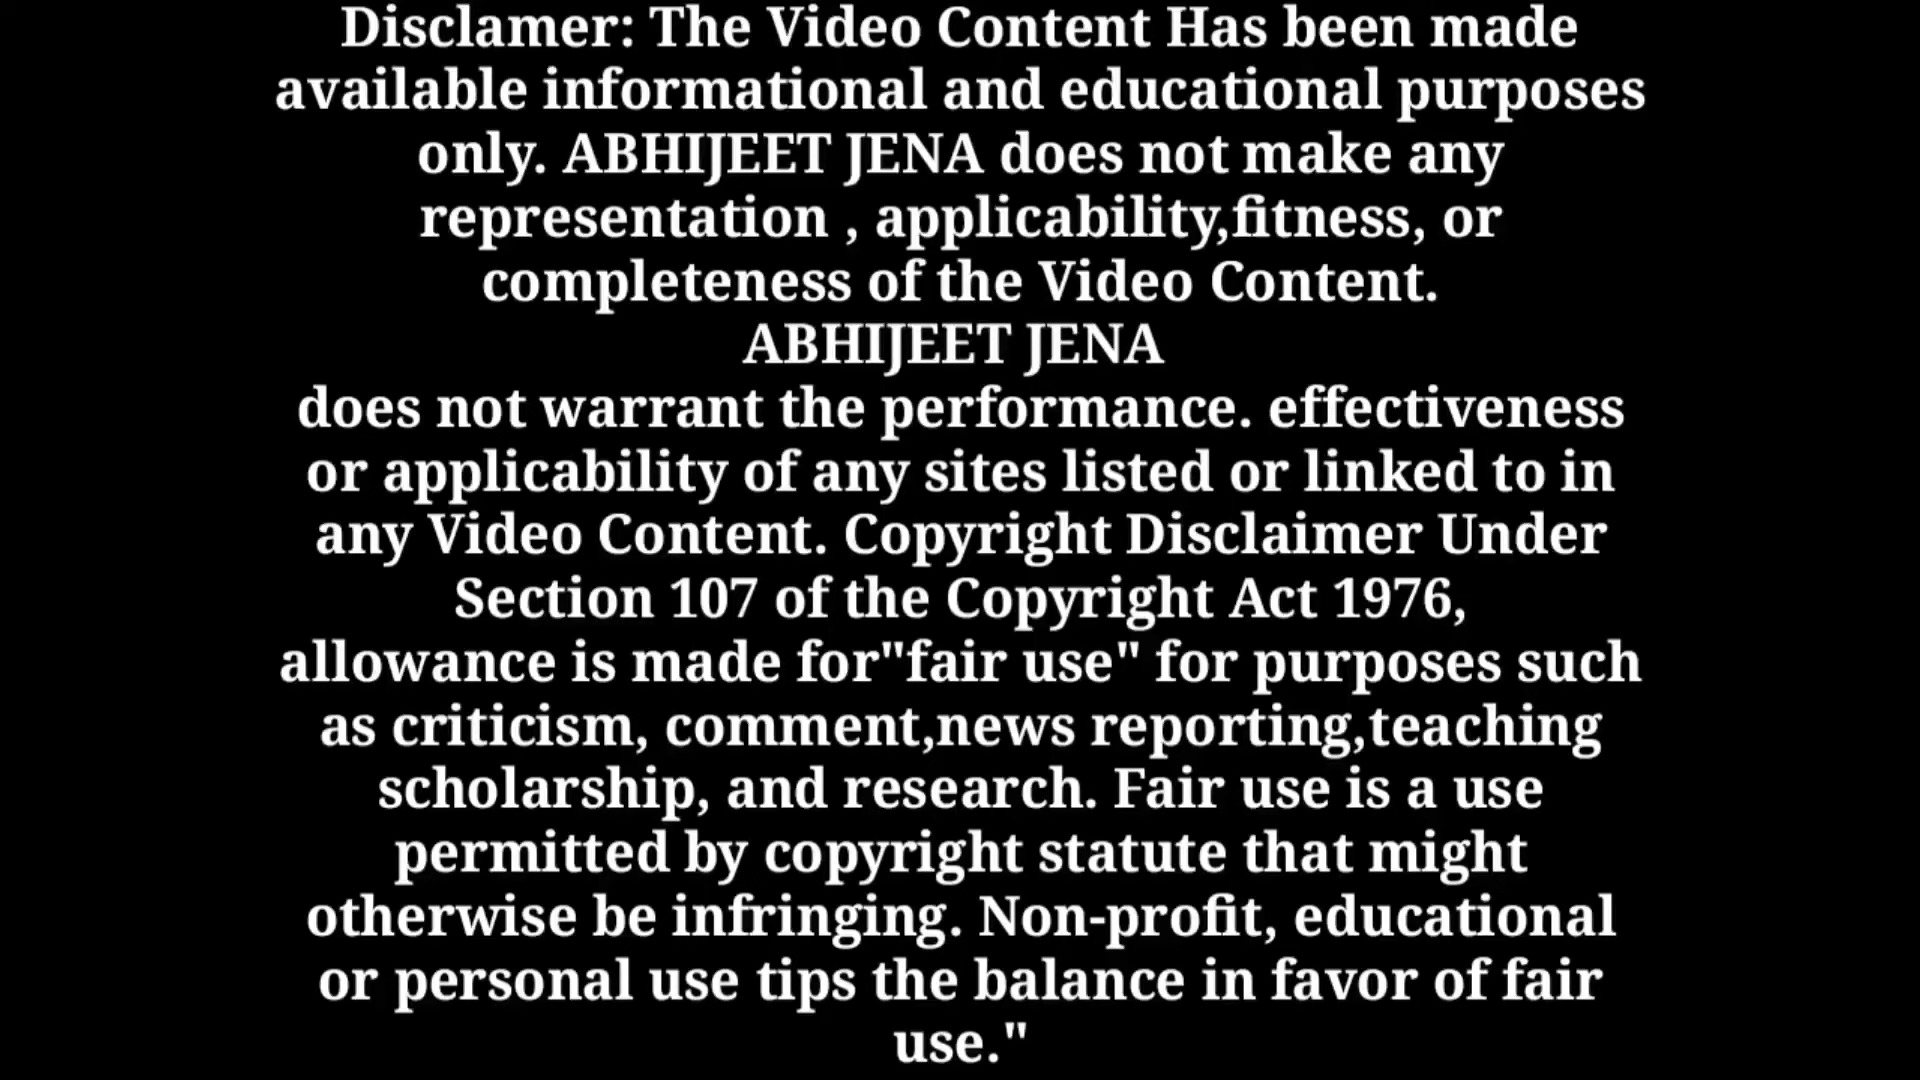 Disclamer: The Video Content Has been made
available informational and educational purposes
only. ABHIJEET JENA does not make any
representation , applicability,fitness, or
completeness of the Video Content.
ABHIJEET JENA
does not warrant the performance. effectiveness
or applicability of any sites listed or linked to in
any Video Content. Copyright Disclaimer Under
Section 107 of the Copyright Act 1976,
allowance is made for"fair use" for purposes such
as criticism, comment,news reporting,teaching
scholarship, and research. Fair use is a use
permitted by copyright statute that might
otherwise be infringing. Non-profit, educational
or personal use tips the balance in favor of fair
use."